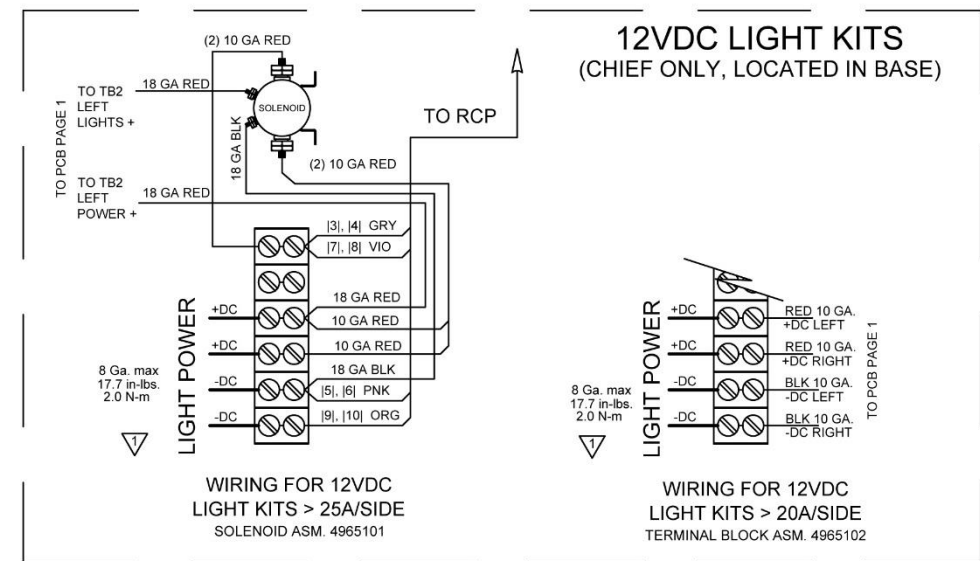 12VDC LIGHT KITS
(CHIEF ONLY, LOCATED IN BASE)
(2) 10 GA RED
TO PCB PAGE 1
TO TB2
LEFT
LIGHTS +
18 GA RED
SOLENOID
18 GA BLK
TO RCP
(2) 10 GA RED
TO TB2
LEFT
POWER +
18 GA RED
|3|, |4| GRY
|7|, |8| VIO
LIGHT POWER
+DC
18 GA RED
10 GA RED
+DC
10 GA RED
8 Ga. max
17.7 in-lbs.
2.0 N-m
1
-DC
18 GA BLK
|5|, |6| PNK
-DC
|9|, |10| ORG
WIRING FOR 12VDC
LIGHT KITS > 25A/SIDE
SOLENOID ASM. 4965101
LIGHT POWER
+DC
RED 10 GA.
+DC LEFT
+DC
RED 10 GA.
+DC RIGHT
8 Ga. max
17.7 in-lbs.
2.0 N-m
1
-DC
BLK 10 GA.
-DC LEFT
-DC
BLK 10 GA.
-DC RIGHT
TO PCB PAGE 1
WIRING FOR 12VDC
LIGHT KITS > 20A/SIDE
TERMINAL BLOCK ASM. 4965102